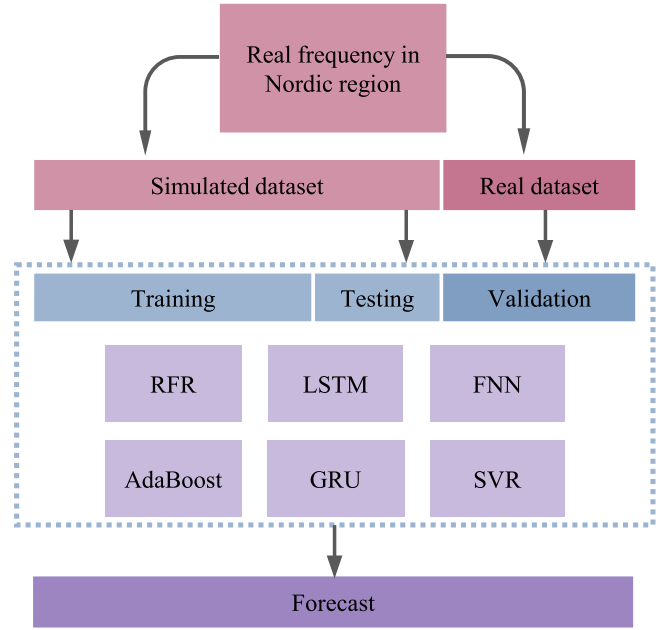 Real frequency in
Nordic region
Simulated dataset
Real dataset
Training
Testing
Validation
RFR
LSTM
FNN
AdaBoost
GRU
SVR
Forecast